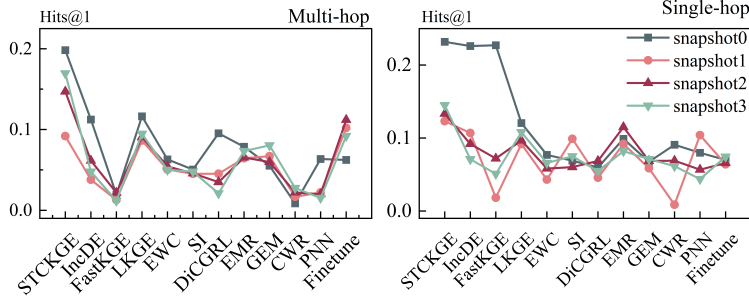 Hits@1
Multi-hop
0.2
0.1
0.0
STCKGE
IncDE
FastKGE
LKGE
EWC
SI
DiCGRL
EMR
GEM
CWR
PNN
Finetune
Hits@1
Single-hop
snapshot0
snapshot1
snapshot2
snapshot3
0.2
0.1
0.0
STCKGE
IncDE
FastKGE
LKGE
EWC
SI
DiCGRL
EMR
GEM
CWR
PNN
Finetune